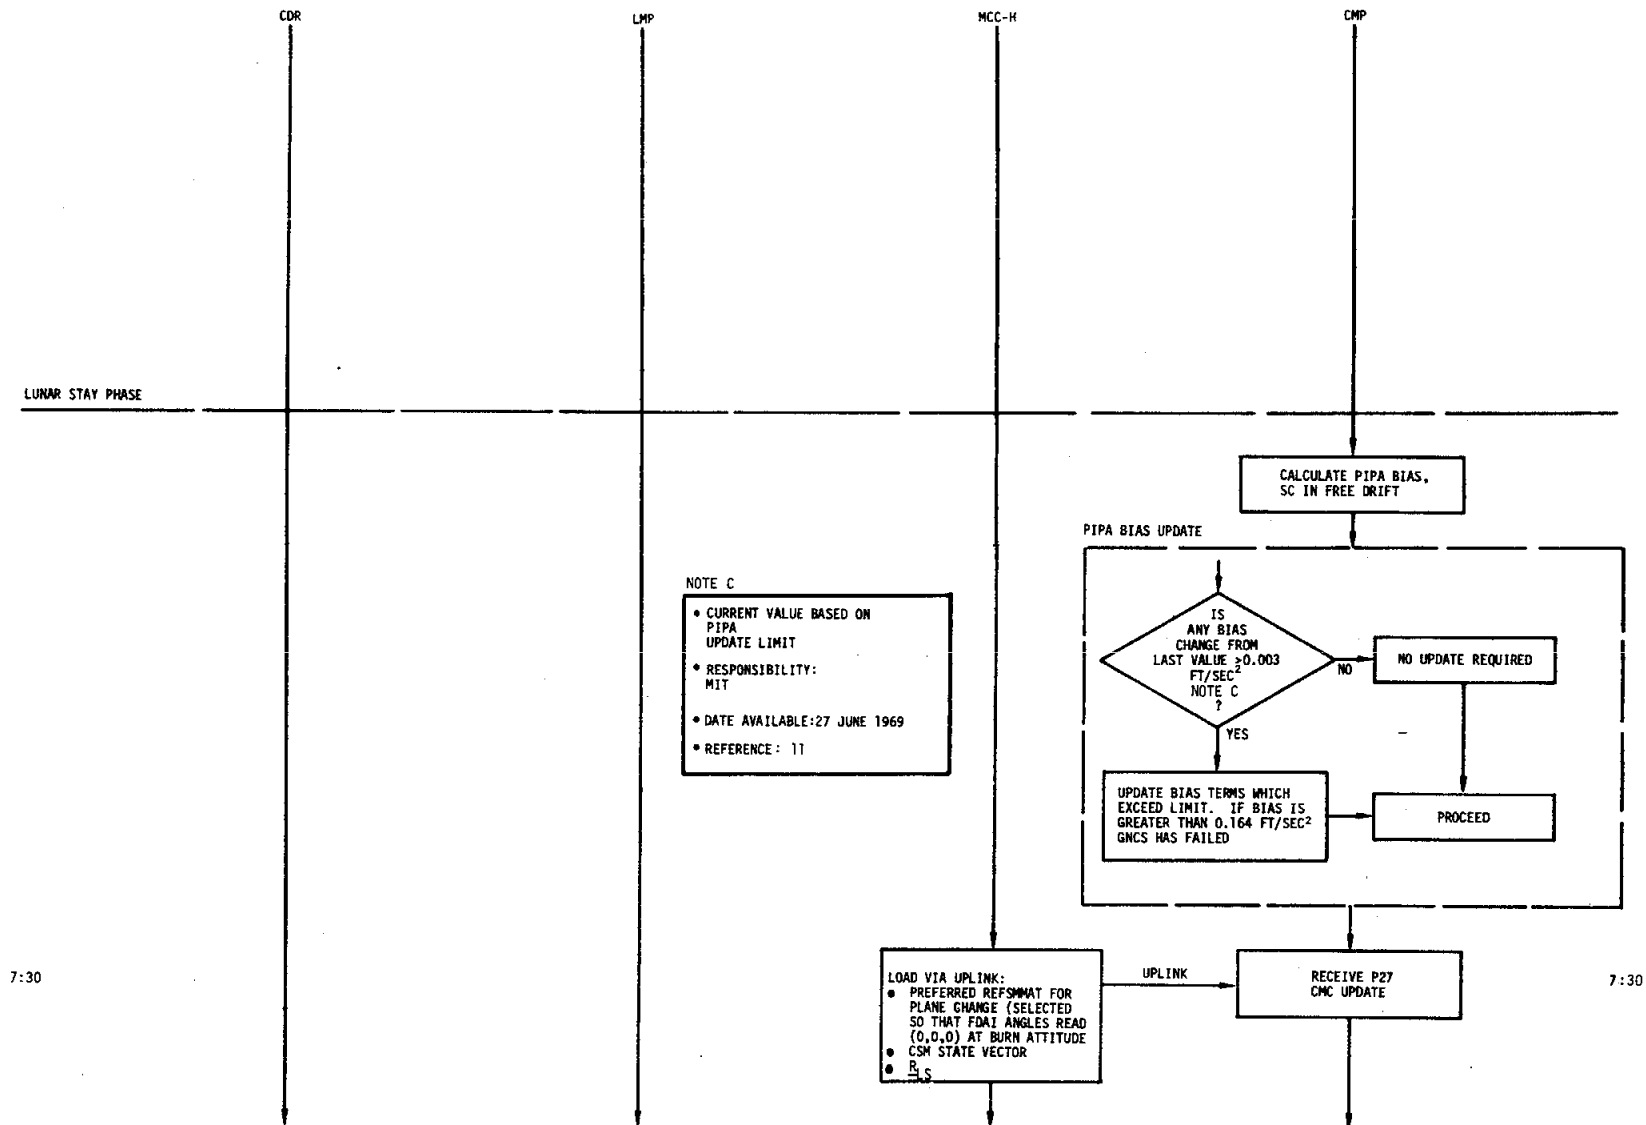 CDR
LMP
MCC-H
CMP
LUNAR STAY PHASE
CALCULATE PIPA BIAS,
SC IN FREE DRIFT
PIPA BIAS UPDATE
IS
ANY BIAS
CHANGE FROM
LAST VALUE ≥0.003
FT/SEC²
NOTE C
?
NO
NO UPDATE REQUIRED
YES
UPDATE BIAS TERMS WHICH
EXCEED LIMIT. IF BIAS IS
GREATER THAN 0.164 FT/SEC²
GNCS HAS FAILED
PROCEED
NOTE C
• CURRENT VALUE BASED ON
PIPA
UPDATE LIMIT
• RESPONSIBILITY:
MIT
• DATE AVAILABLE:27 JUNE 1969
• REFERENCE: 11
7:30
LOAD VIA UPLINK:
• PREFERRED REFSMMAT FOR
PLANE CHANGE (SELECTED
SO THAT FDAI ANGLES READ
(0,0,0) AT BURN ATTITUDE
• CSM STATE VECTOR
• R̲LS
UPLINK
RECEIVE P27
CMC UPDATE
7:30